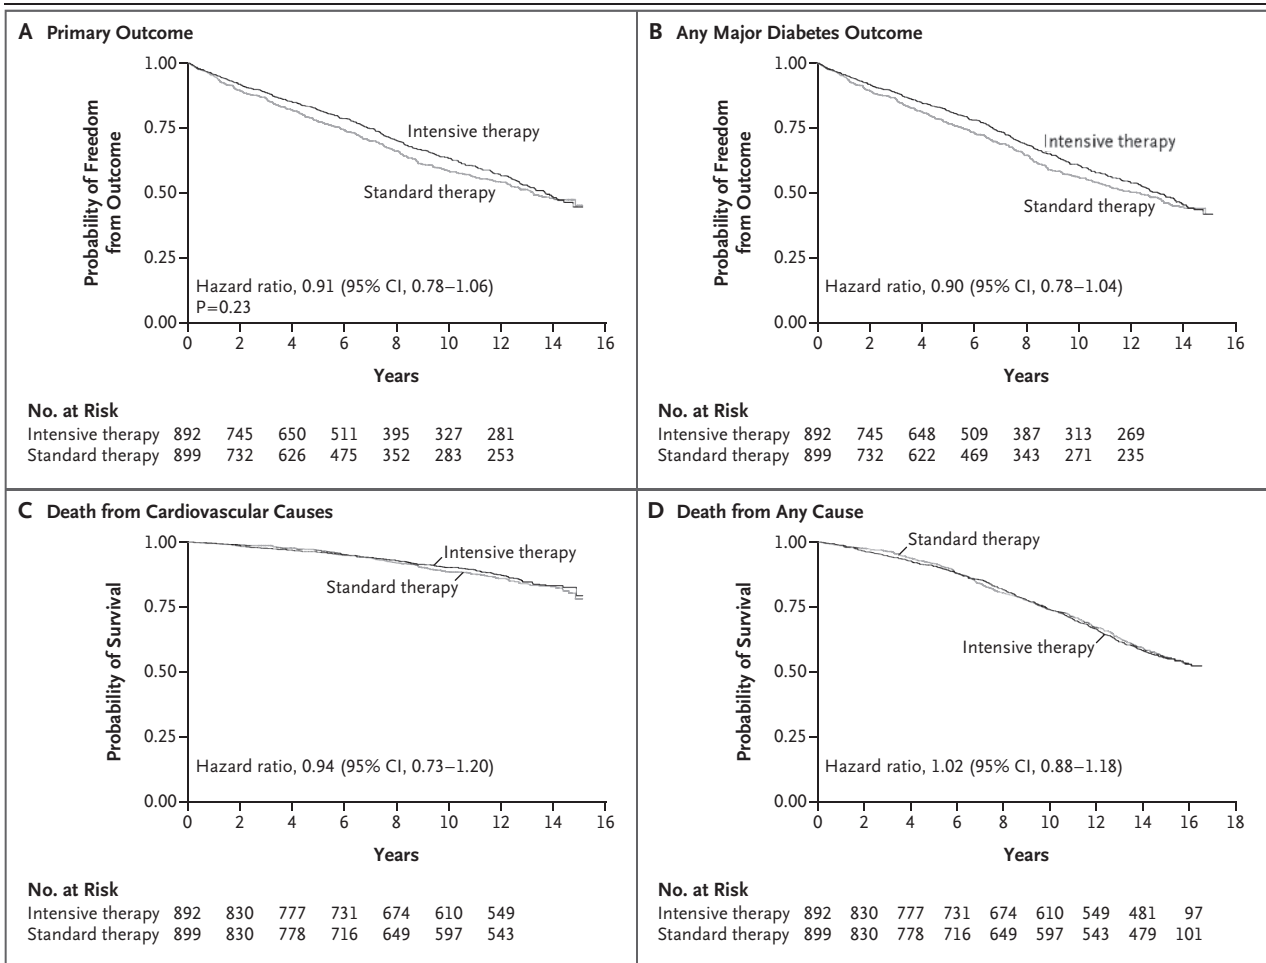 A Primary Outcome
1.00
0.75
0.50
0.25
0.00
Probability of Freedom
from Outcome
Intensive therapy
Standard therapy
Hazard ratio, 0.91 (95% CI, 0.78–1.06)
P=0.23
0 2 4 6 8 10 12 14 16
Years
No. at Risk
Intensive therapy 892 745 650 511 395 327 281
Standard therapy 899 732 626 475 352 283 253
B Any Major Diabetes Outcome
1.00
0.75
0.50
0.25
0.00
Probability of Freedom
from Outcome
Intensive therapy
Standard therapy
Hazard ratio, 0.90 (95% CI, 0.78–1.04)
0 2 4 6 8 10 12 14 16
Years
No. at Risk
Intensive therapy 892 745 648 509 387 313 269
Standard therapy 899 732 622 469 343 271 235
C Death from Cardiovascular Causes
1.00
0.75
0.50
0.25
0.00
Probability of Survival
Intensive therapy
Standard therapy
Hazard ratio, 0.94 (95% CI, 0.73–1.20)
0 2 4 6 8 10 12 14 16
Years
No. at Risk
Intensive therapy 892 830 777 731 674 610 549
Standard therapy 899 830 778 716 649 597 543
D Death from Any Cause
1.00
0.75
0.50
0.25
0.00
Probability of Survival
Standard therapy
Intensive therapy
Hazard ratio, 1.02 (95% CI, 0.88–1.18)
0 2 4 6 8 10 12 14 16 18
Years
No. at Risk
Intensive therapy 892 830 777 731 674 610 549 481 97
Standard therapy 899 830 778 716 649 597 543 479 101